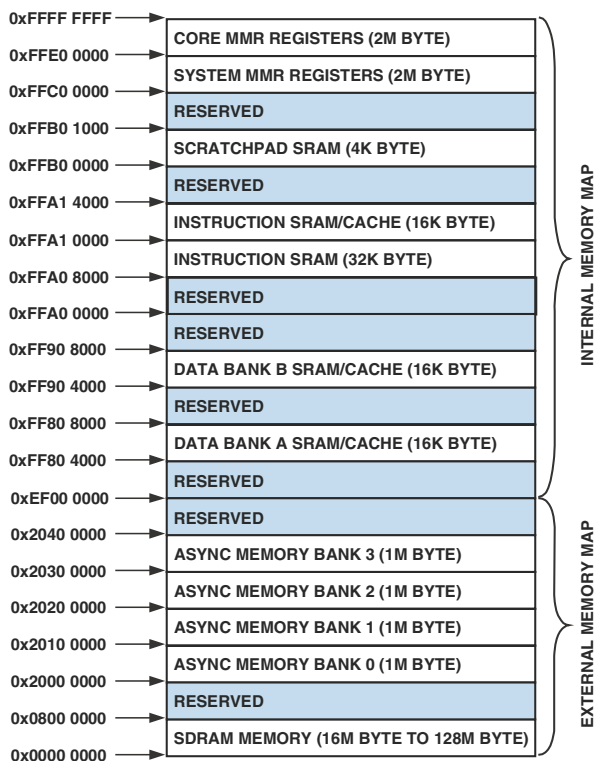 0xFFFF FFFF
CORE MMR REGISTERS (2M BYTE)
0xFFE0 0000
SYSTEM MMR REGISTERS (2M BYTE)
0xFFC0 0000
RESERVED
0xFFB0 1000
SCRATCHPAD SRAM (4K BYTE)
0xFFB0 0000
RESERVED
0xFFA1 4000
INSTRUCTION SRAM/CACHE (16K BYTE)
0xFFA1 0000
INSTRUCTION SRAM (32K BYTE)
0xFFA0 8000
RESERVED
0xFFA0 0000
RESERVED
0xFF90 8000
DATA BANK B SRAM/CACHE (16K BYTE)
0xFF90 4000
RESERVED
0xFF80 8000
DATA BANK A SRAM/CACHE (16K BYTE)
0xFF80 4000
RESERVED
0xEF00 0000
RESERVED
0x2040 0000
ASYNC MEMORY BANK 3 (1M BYTE)
0x2030 0000
ASYNC MEMORY BANK 2 (1M BYTE)
0x2020 0000
ASYNC MEMORY BANK 1 (1M BYTE)
0x2010 0000
ASYNC MEMORY BANK 0 (1M BYTE)
0x2000 0000
RESERVED
0x0800 0000
SDRAM MEMORY (16M BYTE TO 128M BYTE)
0x0000 0000
INTERNAL MEMORY MAP
EXTERNAL MEMORY MAP